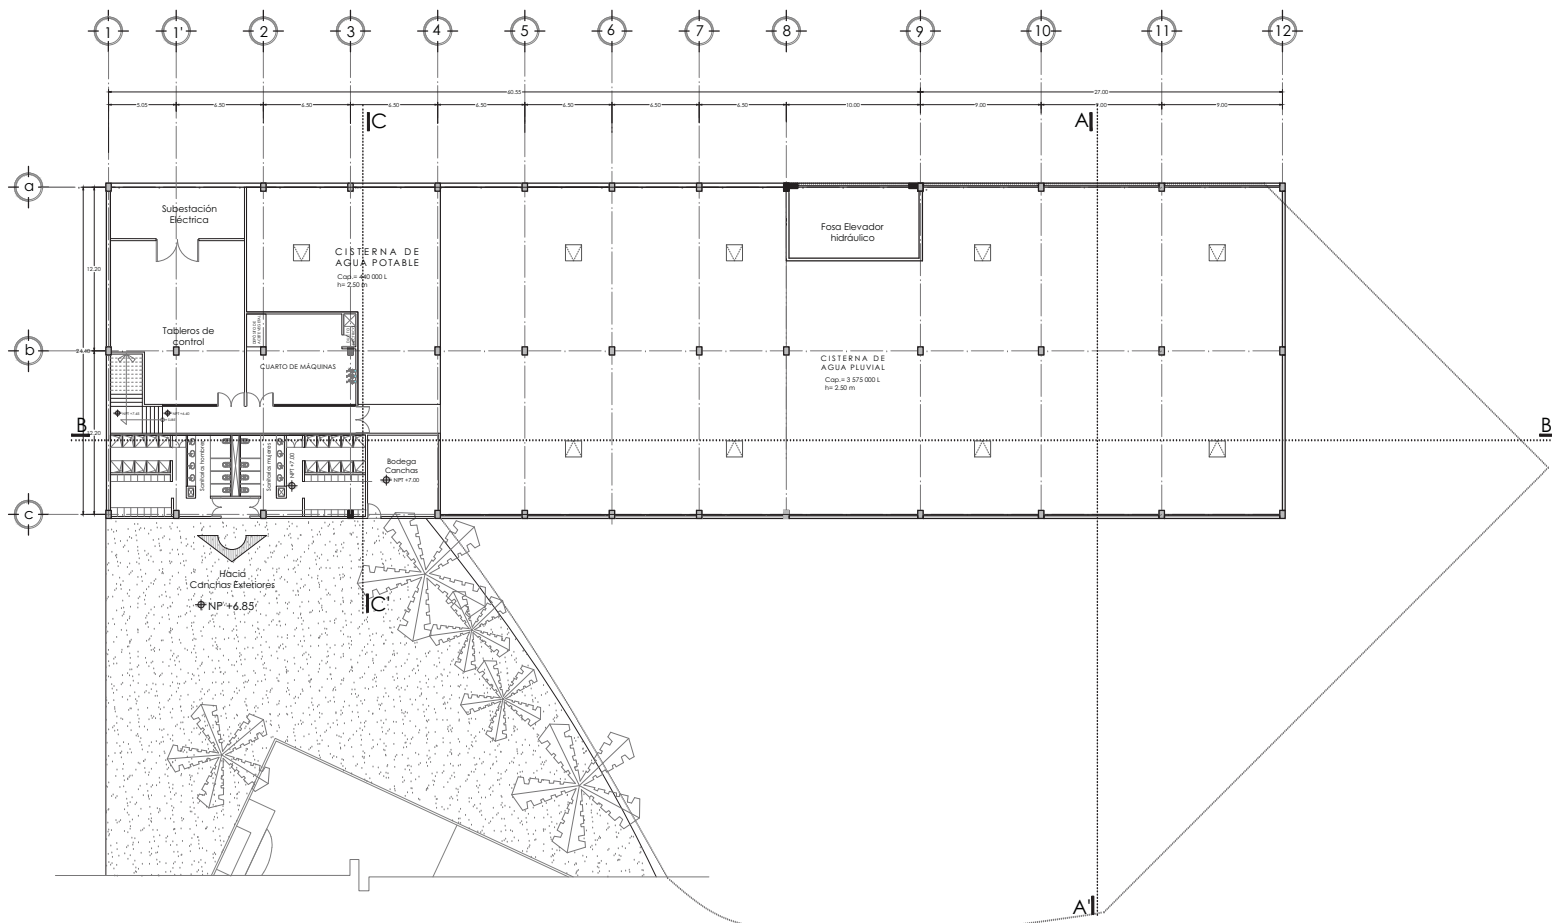 1
1'
2
3
4
5
6
7
8
9
10
11
12
60.55
27.00
5.05
6.50
6.50
6.50
6.50
6.50
6.50
6.50
10.00
9.00
9.00
C
A
a
Subestación
Eléctrica
Fosa Elevador
hidráulico
CISTERNA DE
AGUA POTABLE
Cap.= 440 000 L
h= 2.50 m
12.20
Tableros de
control
b
CUARTO DE MÁQUINAS
CISTERNA DE
AGUA PLUVIAL
Cap.= 3 575 000 L
h= 2.50 m
B
12.20
B
Sanitarios hombres
Sanitarios mujeres
NPT +7.00
Bodega
Canchas
NPT +7.00
c
Hacia
Canchas Exteriores
NP +6.85
C'
A'